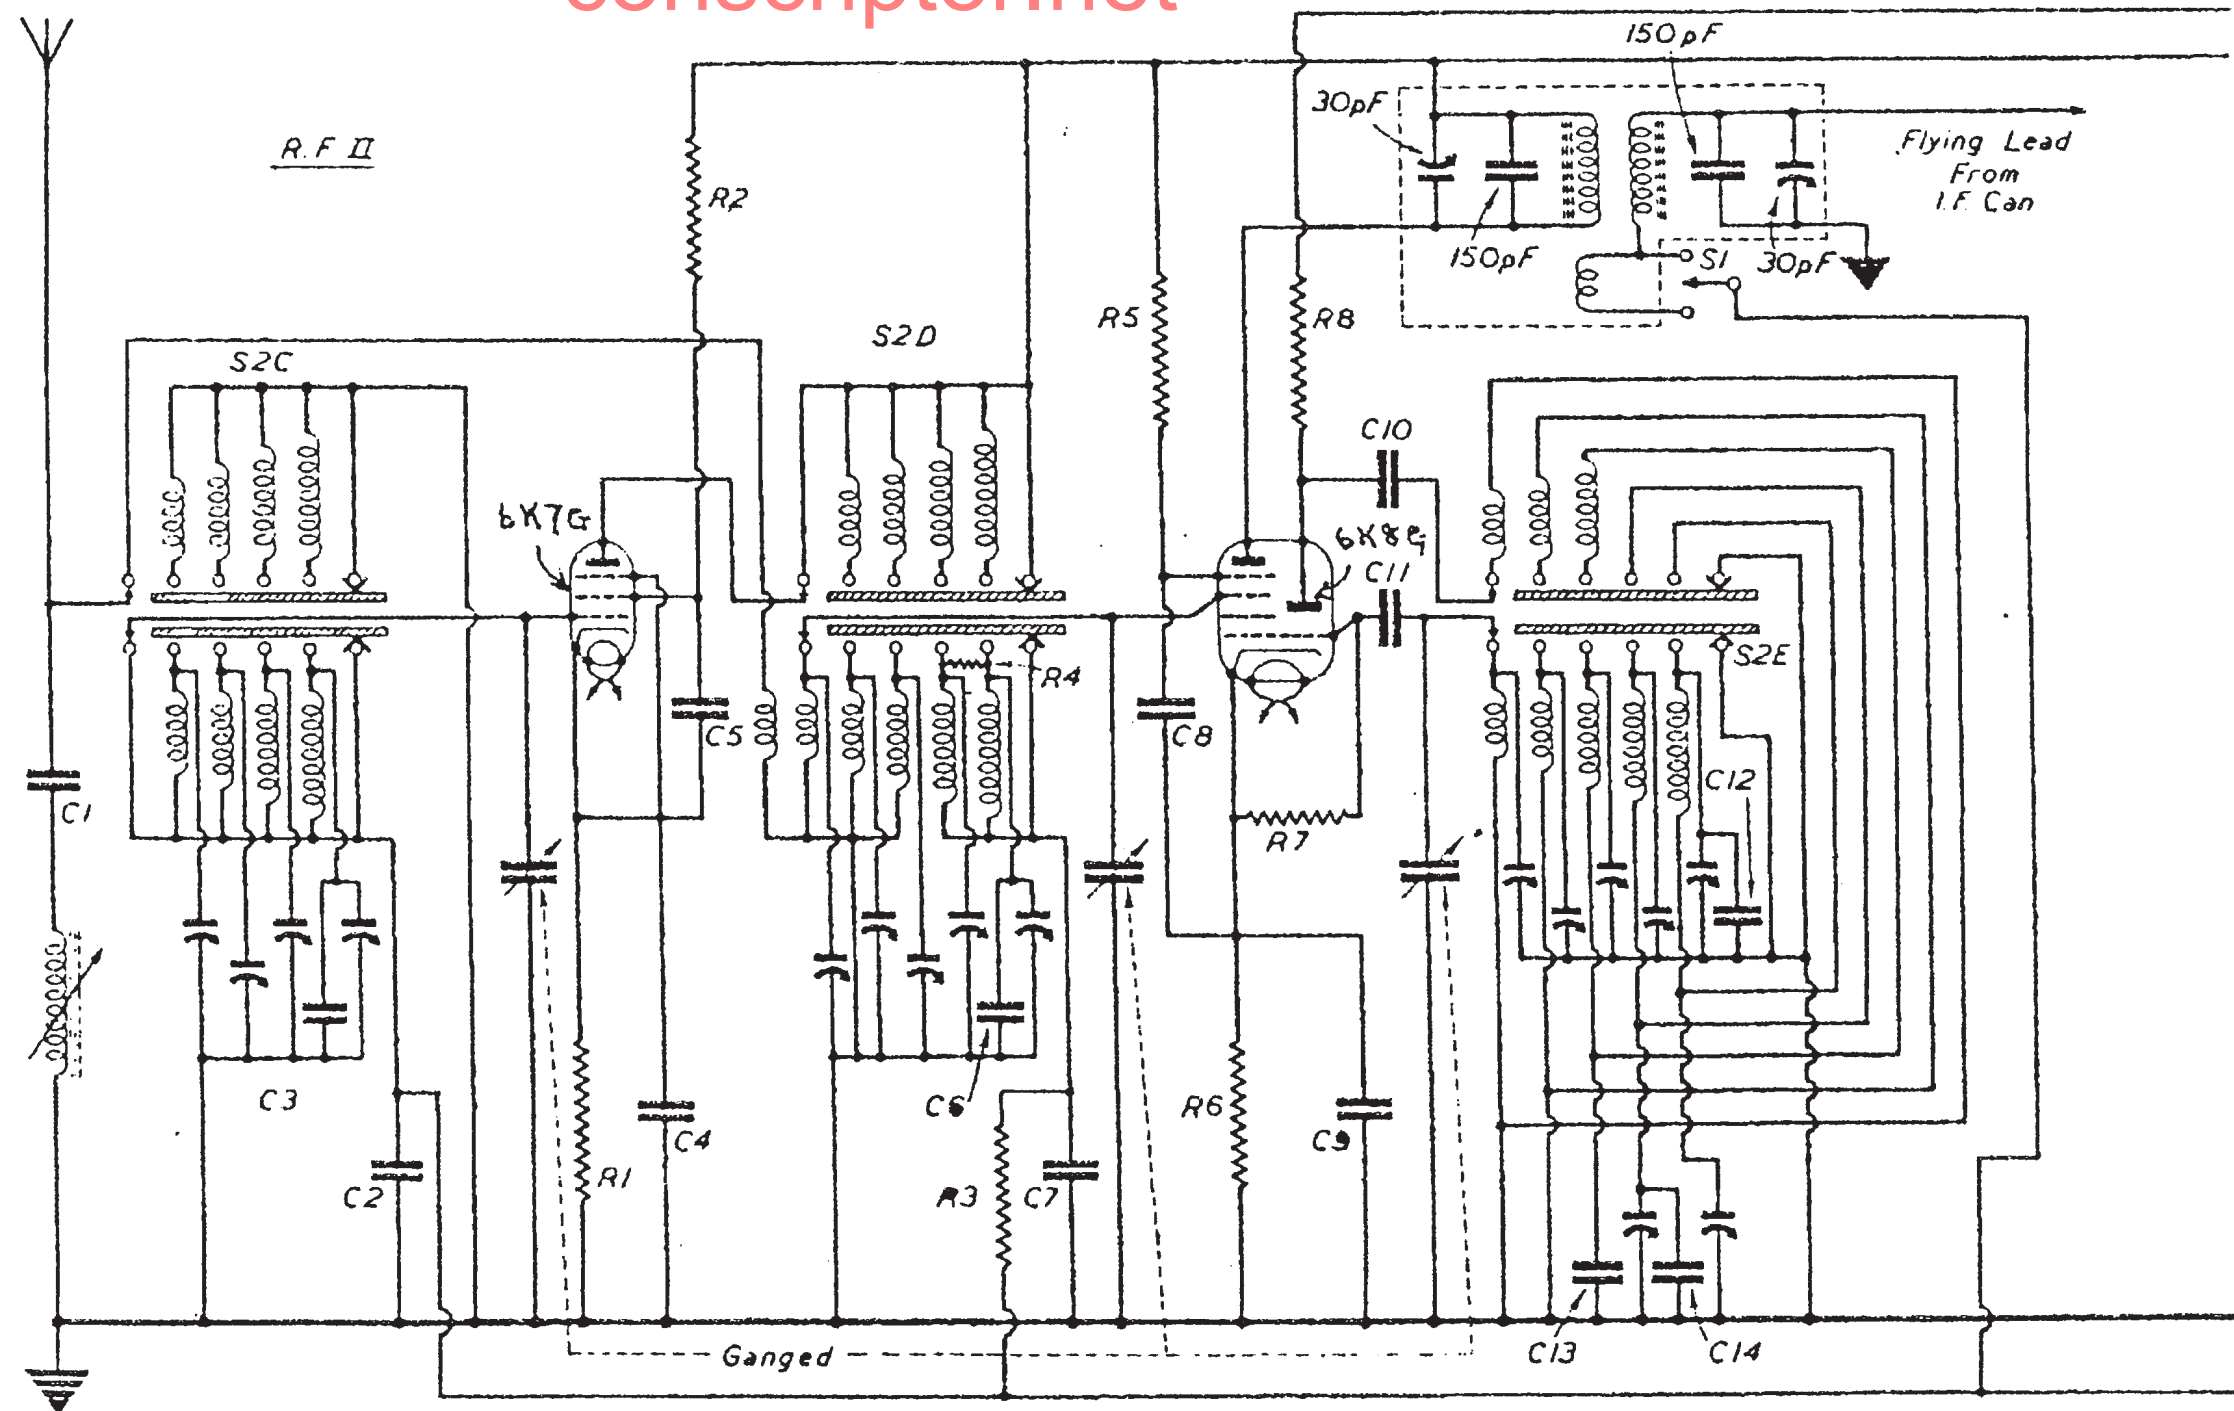 conscripter.net
150pF
30pF
R.F II
Flying Lead
From
I.F. Can
R2
150pF
S1
30pF
R5
R8
S2C
S2D
C10
6K7G
6K8G
C11
S2E
R4
C5
C8
C12
C1
R7
C3
C6
C4
R6
C9
R1
C2
R3
C7
Ganged
C13
C14